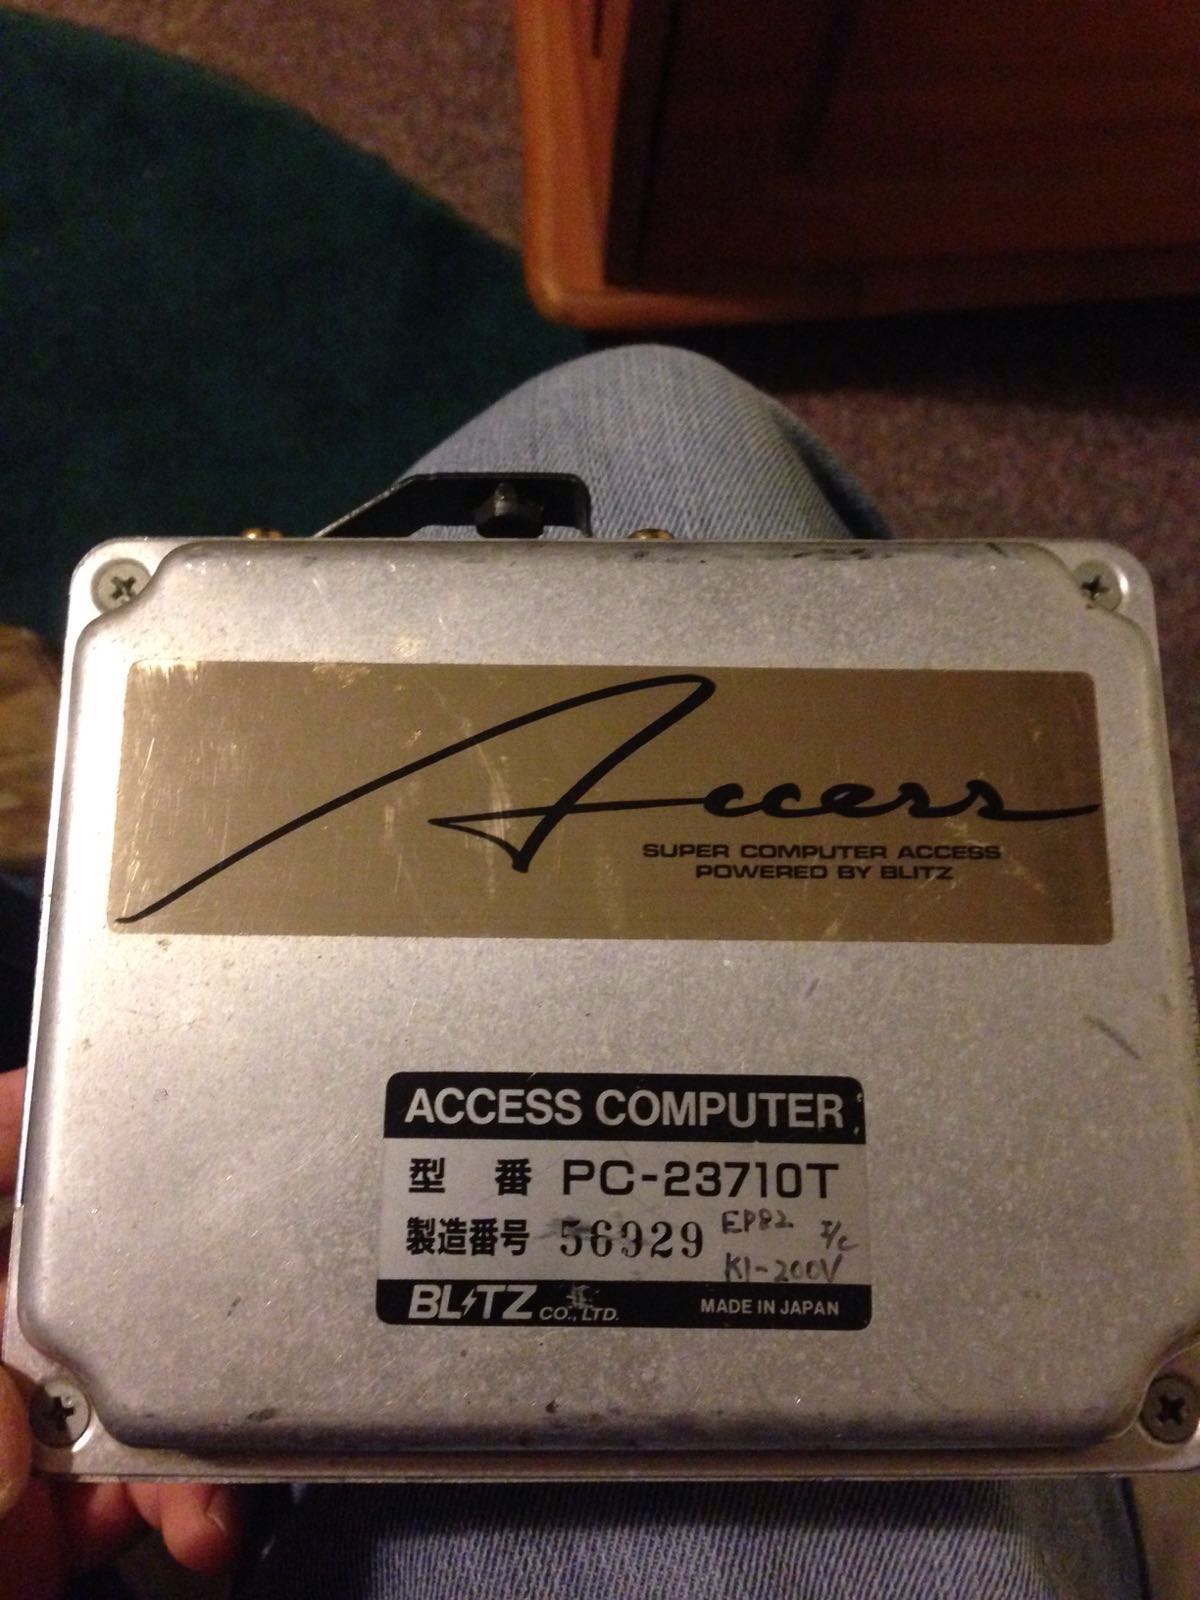 Access
SUPER COMPUTER ACCESS
POWERED BY BLITZ
ACCESS COMPUTER
型 番 PC-23710T
製造番号 56929 EP82 I/C
K1-200V
BLITZ CO., LTD. MADE IN JAPAN